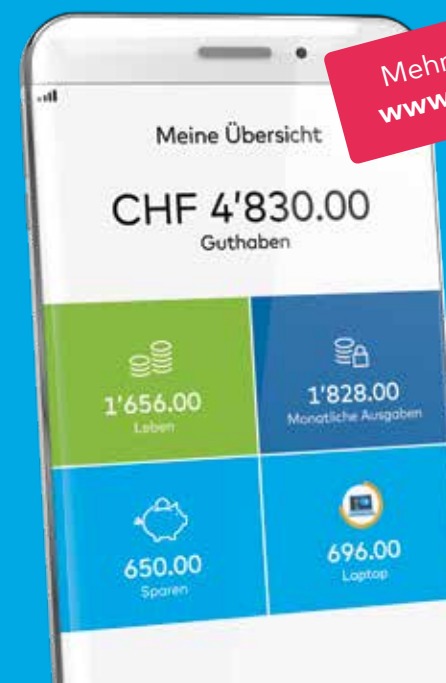 Mehr
www.
Meine Übersicht
CHF 4'830.00
Guthaben
1'656.00
Leben
1'828.00
Monatliche Ausgaben
650.00
Sparen
696.00
Laptop